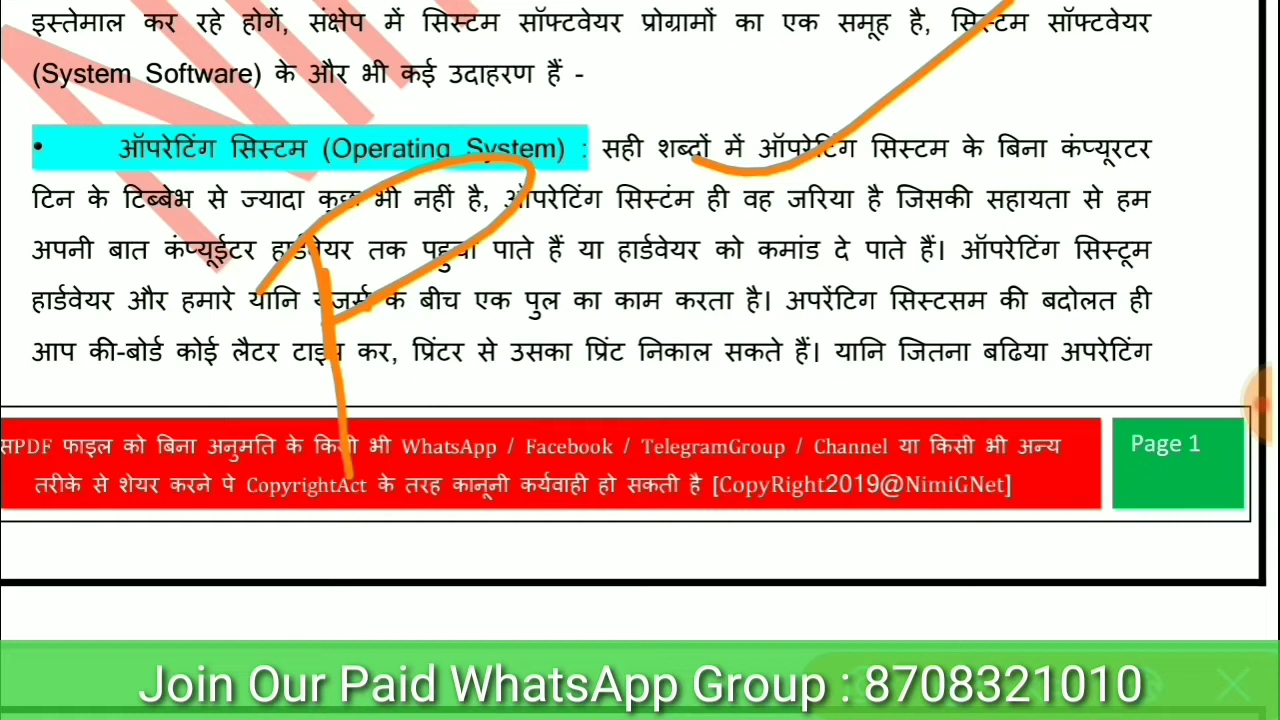 इस्तेमाल कर रहे होगें, संक्षेप में सिस्टम सॉफ्टवेयर प्रोग्रामों का एक समूह है, सिस्टम सॉफ्टवेयर
(System Software) के और भी कई उदाहरण हैं -
• ऑपरेटिंग सिस्टम (Operating System) : सही शब्दों में ऑपरेटिंग सिस्टम के बिना कंप्यूरटर
टिन के टिब्बेभ से ज्यादा कुछ भी नहीं है, ऑपरेटिंग सिस्टंम ही वह जरिया है जिसकी सहायता से हम
अपनी बात कंप्यूईटर हार्डवेयर तक पहुचा पाते हैं या हार्डवेयर को कमांड दे पाते हैं। ऑपरेटिंग सिस्टूम
हार्डवेयर और हमारे यानि यूजर्स के बीच एक पुल का काम करता है। अपरेंटिग सिस्टसम की बदोलत ही
आप की-बोर्ड कोई लैटर टाइप कर, प्रिंटर से उसका प्रिंट निकाल सकते हैं। यानि जितना बढिया अपरेटिंग
सPDF फाइल को बिना अनुमति के किसी भी WhatsApp / Facebook / TelegramGroup / Channel या किसी भी अन्य
तरीके से शेयर करने पे CopyrightAct के तरह कानूनी कर्यवाही हो सकती है [CopyRight2019@NimiGNet]
Page 1
Join Our Paid WhatsApp Group : 8708321010